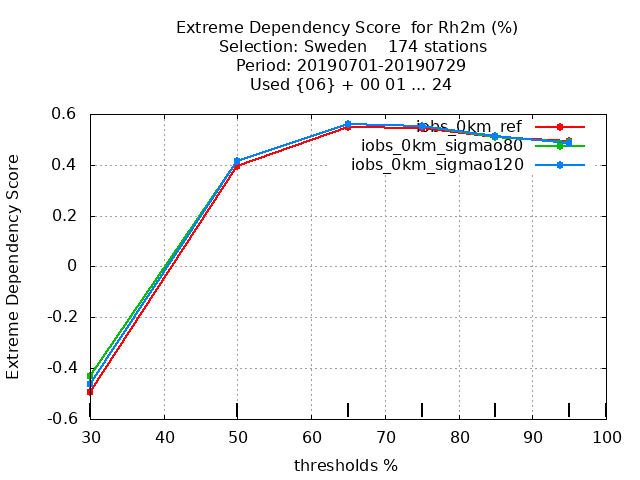 Extreme Dependency Score  for Rh2m (%)
Selection: Sweden    174 stations
Period: 20190701-20190729
Used {06} + 00 01 ... 24
Extreme Dependency Score
0.6
0.4
0.2
0
-0.2
-0.4
-0.6
iobs_0km_ref
iobs_0km_sigmao80
iobs_0km_sigmao120
30 40 50 60 70 80 90 100
thresholds %